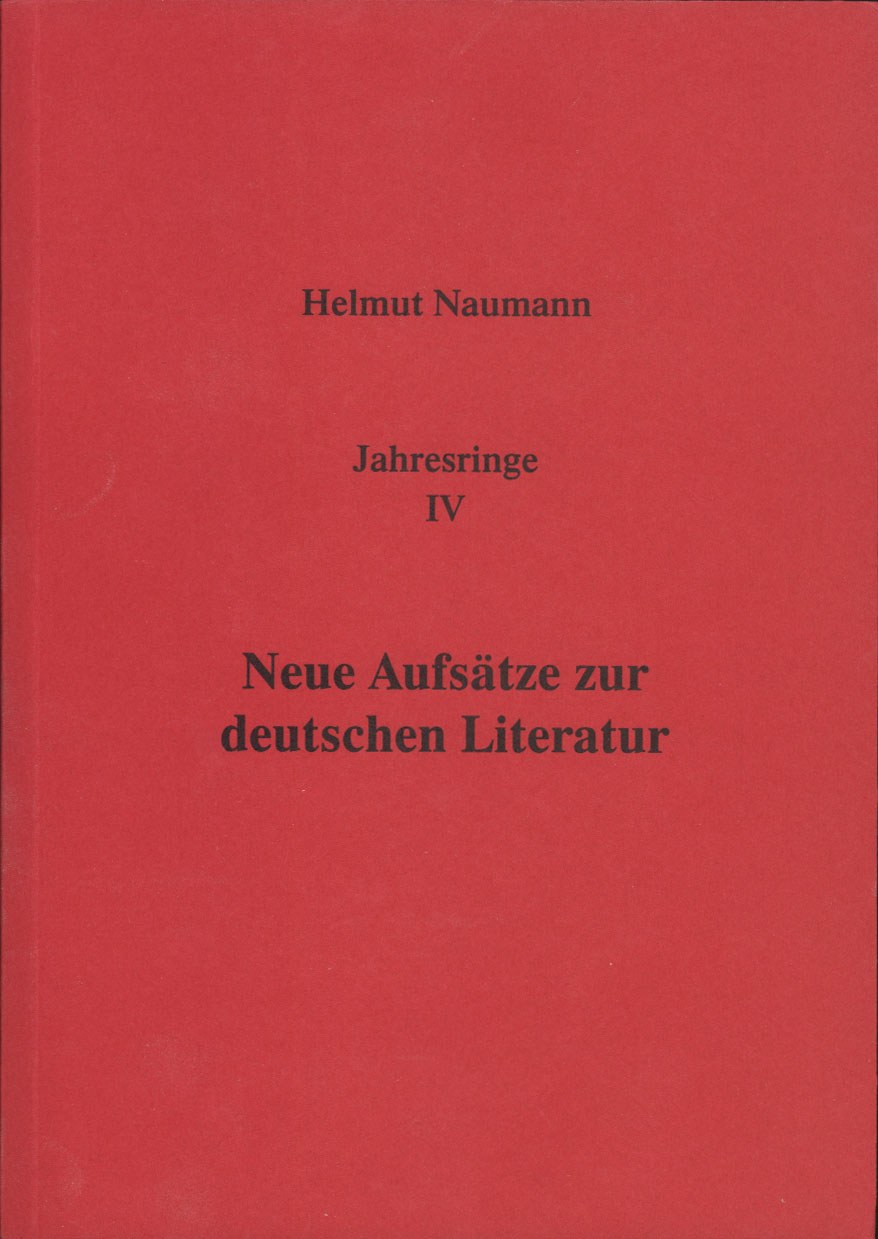 Helmut Naumann
Jahresringe
IV
Neue Aufsätze zur
deutschen Literatur